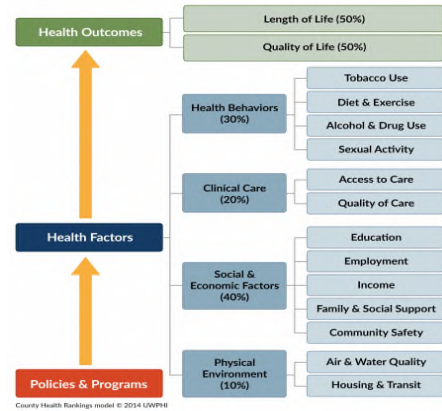 Health Outcomes
Length of Life (50%)
Quality of Life (50%)
Health Factors
Health Behaviors
(30%)
Tobacco Use
Diet & Exercise
Alcohol & Drug Use
Sexual Activity
Clinical Care
(20%)
Access to Care
Quality of Care
Social &
Economic Factors
(40%)
Education
Employment
Income
Family & Social Support
Community Safety
Physical
Environment
(10%)
Air & Water Quality
Housing & Transit
Policies & Programs
County Health Rankings model © 2014 UWPHI